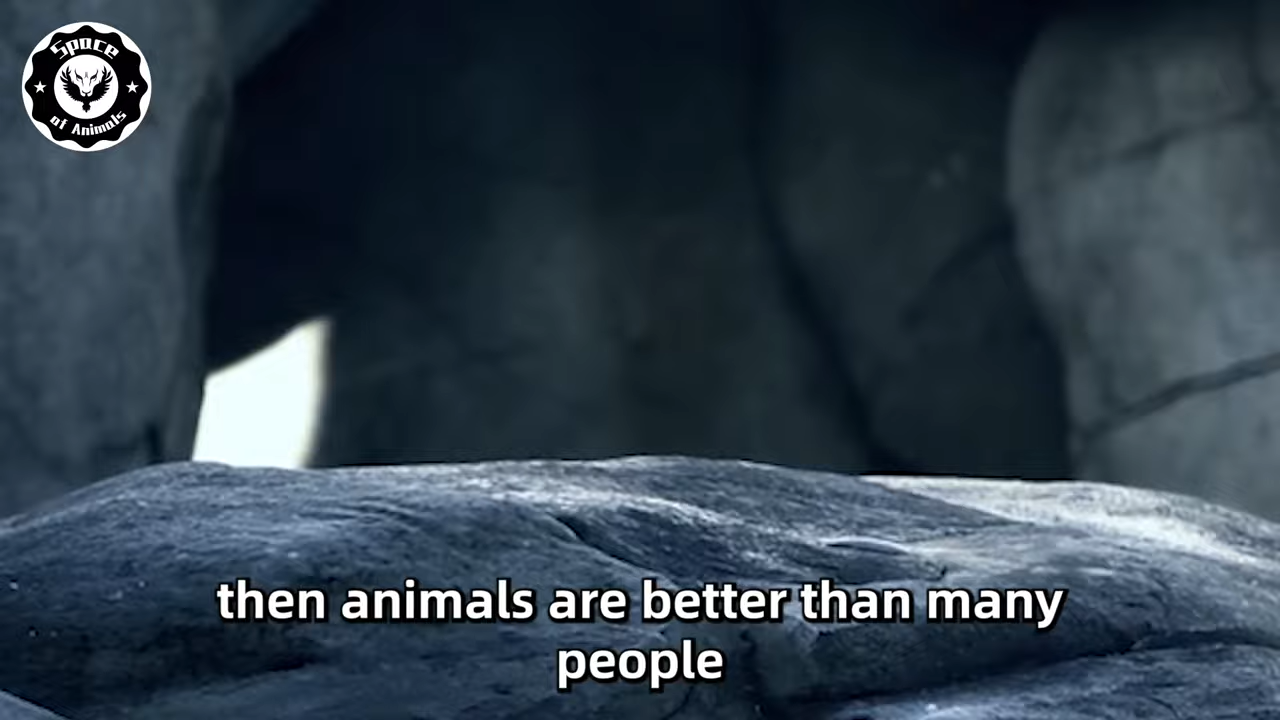 Space
of Animals
then animals are better than many
people